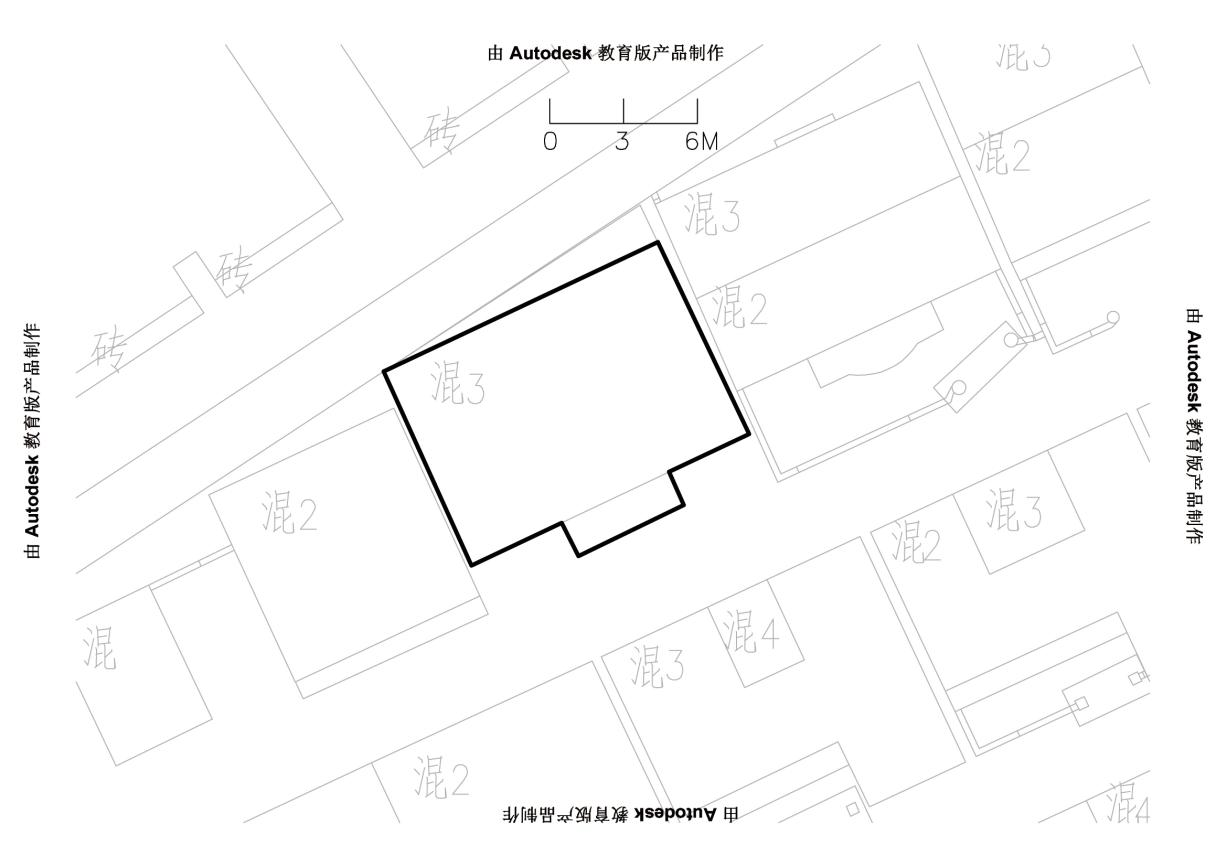 由 Autodesk 教育版产品制作
混3
砖
0 3 6M
混2
混3
砖
混2
砖
混3
混2
混3
混2
混
混4
混3
混2
混4
由 Autodesk 教育版产品制作
由 Autodesk 教育版产品制作
由 Autodesk 教育版产品制作